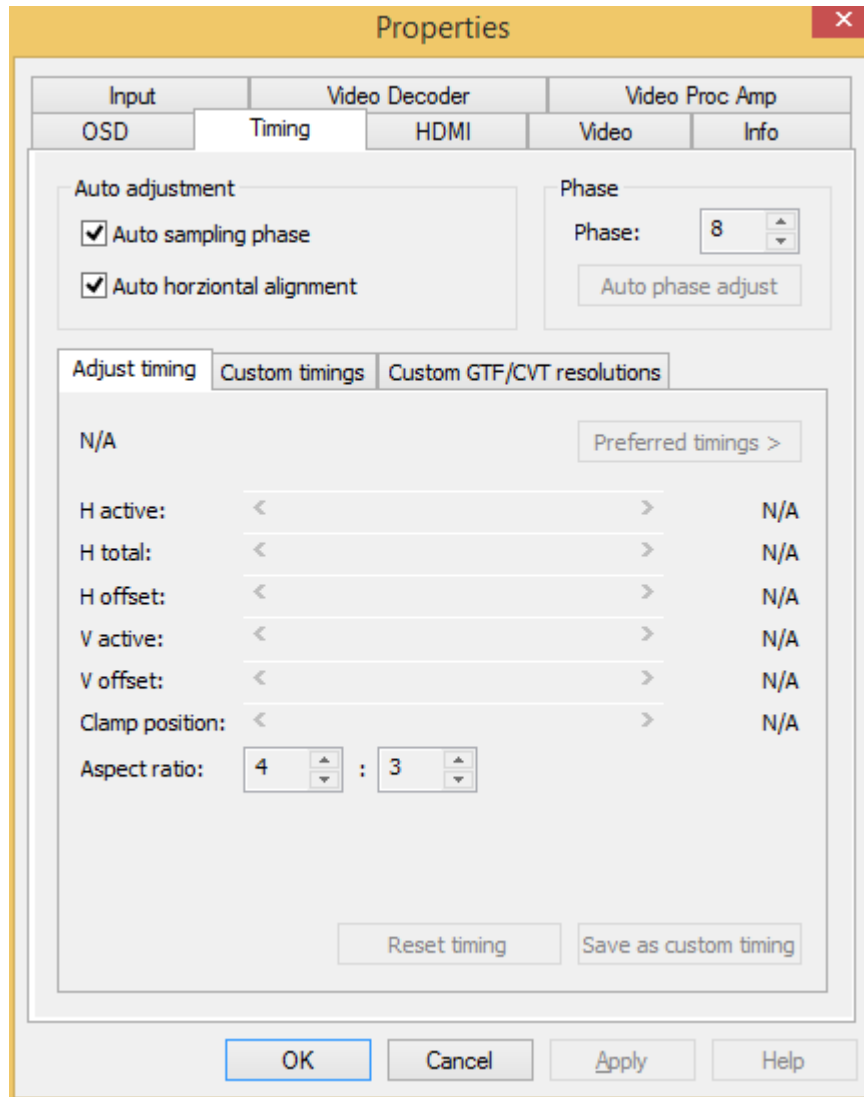 Properties
Input Video Decoder Video Proc Amp
OSD Timing HDMI Video Info
Auto adjustment Phase
Auto sampling phase Phase: 8
Auto horziontal alignment Auto phase adjust
Adjust timing Custom timings Custom GTF/CVT resolutions
N/A Preferred timings >
H active: < > N/A
H total: < > N/A
H offset: < > N/A
V active: < > N/A
V offset: < > N/A
Clamp position: < > N/A
Aspect ratio: 4 : 3
Reset timing Save as custom timing
OK Cancel Apply Help